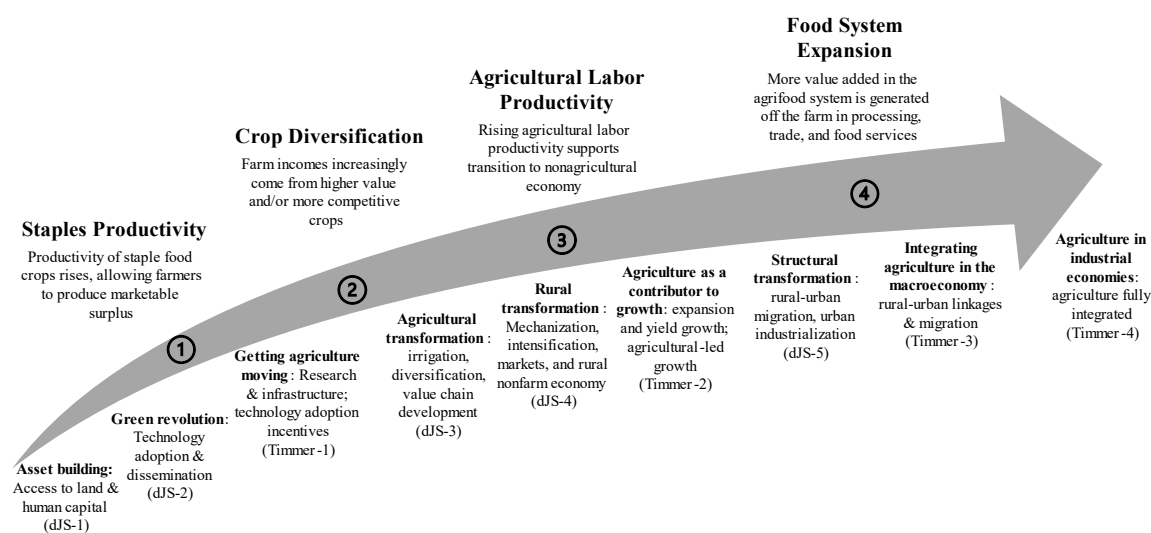 Staples Productivity
Productivity of staple food
crops rises, allowing farmers
to produce marketable
surplus
Crop Diversification
Farm incomes increasingly
come from higher value
and/or more competitive
crops
Agricultural Labor
Productivity
Rising agricultural labor
productivity supports
transition to nonagricultural
economy
Food System
Expansion
More value added in the
agrifood system is generated
off the farm in processing,
trade, and food services
1
2
3
4
Asset building:
Access to land &
human capital
(dJS-1)
Green revolution:
Technology
adoption &
dissemination
(dJS-2)
Getting agriculture
moving: Research
& infrastructure;
technology adoption
incentives
(Timmer-1)
Agricultural
transformation:
irrigation,
diversification,
value chain
development
(dJS-3)
Rural
transformation:
Mechanization,
intensification,
markets, and rural
nonfarm economy
(dJS-4)
Agriculture as a
contributor to
growth: expansion
and yield growth;
agricultural-led
growth
(Timmer-2)
Structural
transformation:
rural-urban
migration, urban
industrialization
(dJS-5)
Integrating
agriculture in the
macroeconomy:
rural-urban linkages
& migration
(Timmer-3)
Agriculture in
industrial
economies:
agriculture fully
integrated
(Timmer-4)